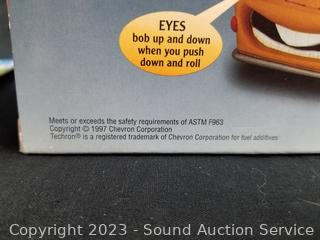 EYES
bob up and down
when you push
down and roll
Meets or exceeds the safety requirements of ASTM F963
Copyright © 1997 Chevron Corporation
Techron® is a registered trademark of Chevron Corporation for fuel additives
Copyright 2023 - Sound Auction Service